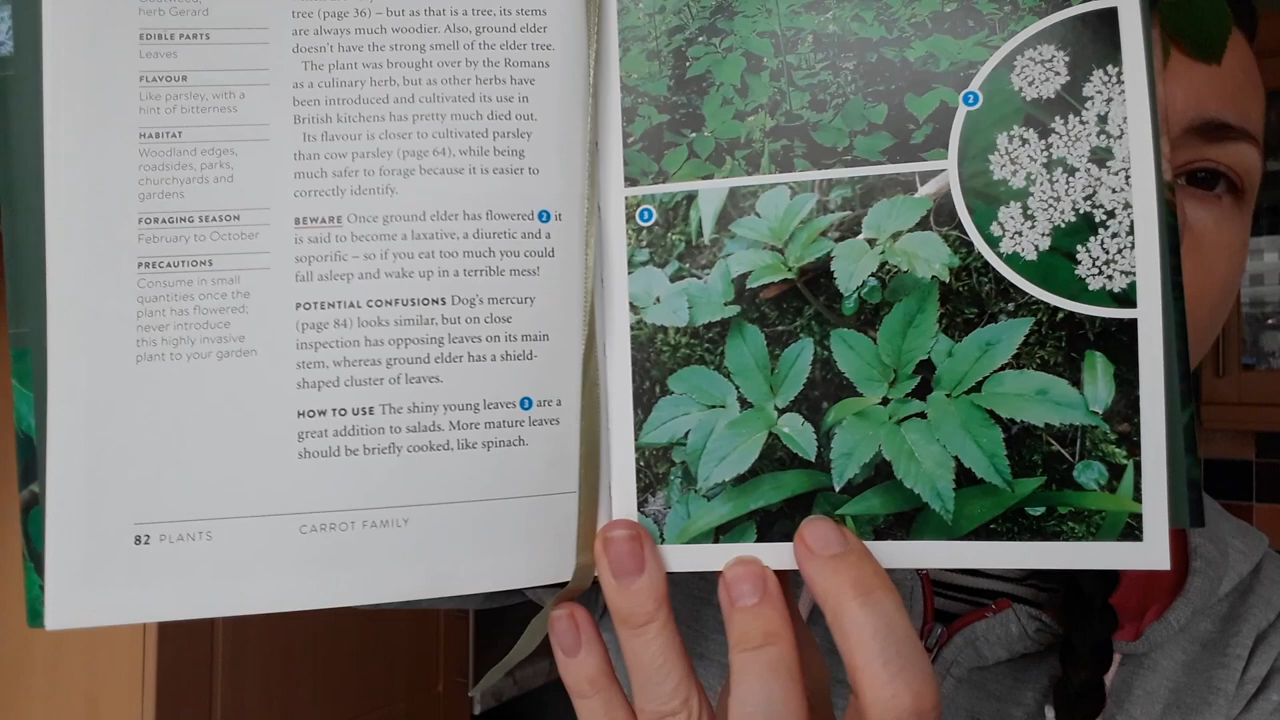 herb Gerard
EDIBLE PARTS
Leaves
FLAVOUR
Like parsley, with a
hint of bitterness
HABITAT
Woodland edges,
roadsides, parks,
churchyards and
gardens
FORAGING SEASON
February to October
PRECAUTIONS
Consume in small
quantities once the
plant has flowered;
never introduce
this highly invasive
plant to your garden
tree (page 36) – but as that is a tree, its stems
are always much woodier. Also, ground elder
doesn't have the strong smell of the elder tree.
The plant was brought over by the Romans
as a culinary herb, but as other herbs have
been introduced and cultivated its use in
British kitchens has pretty much died out.
Its flavour is closer to cultivated parsley
than cow parsley (page 64), while being
much safer to forage because it is easier to
correctly identify.
BEWARE Once ground elder has flowered 2 it
is said to become a laxative, a diuretic and a
soporific – so if you eat too much you could
fall asleep and wake up in a terrible mess!
POTENTIAL CONFUSIONS Dog's mercury
(page 84) looks similar, but on close
inspection has opposing leaves on its main
stem, whereas ground elder has a shield-
shaped cluster of leaves.
HOW TO USE The shiny young leaves 3 are a
great addition to salads. More mature leaves
should be briefly cooked, like spinach.
82 PLANTS
CARROT FAMILY
2
3